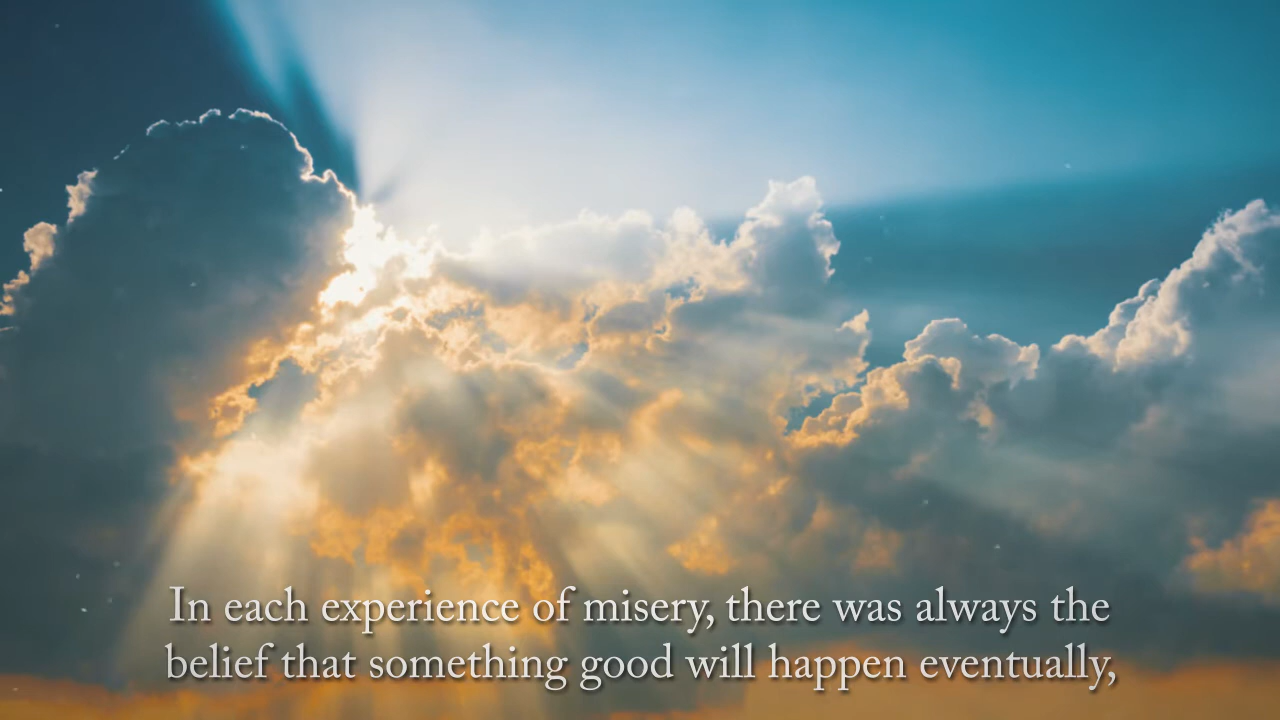 In each experience of misery, there was always the
belief that something good will happen eventually,